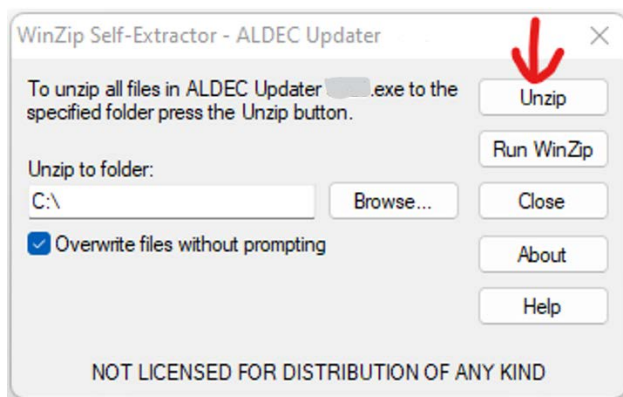 WinZip Self-Extractor - ALDEC Updater
To unzip all files in ALDEC Updater .exe to the
specified folder press the Unzip button.
Unzip to folder:
C:\
Browse...
Overwrite files without prompting
Unzip
Run WinZip
Close
About
Help
NOT LICENSED FOR DISTRIBUTION OF ANY KIND